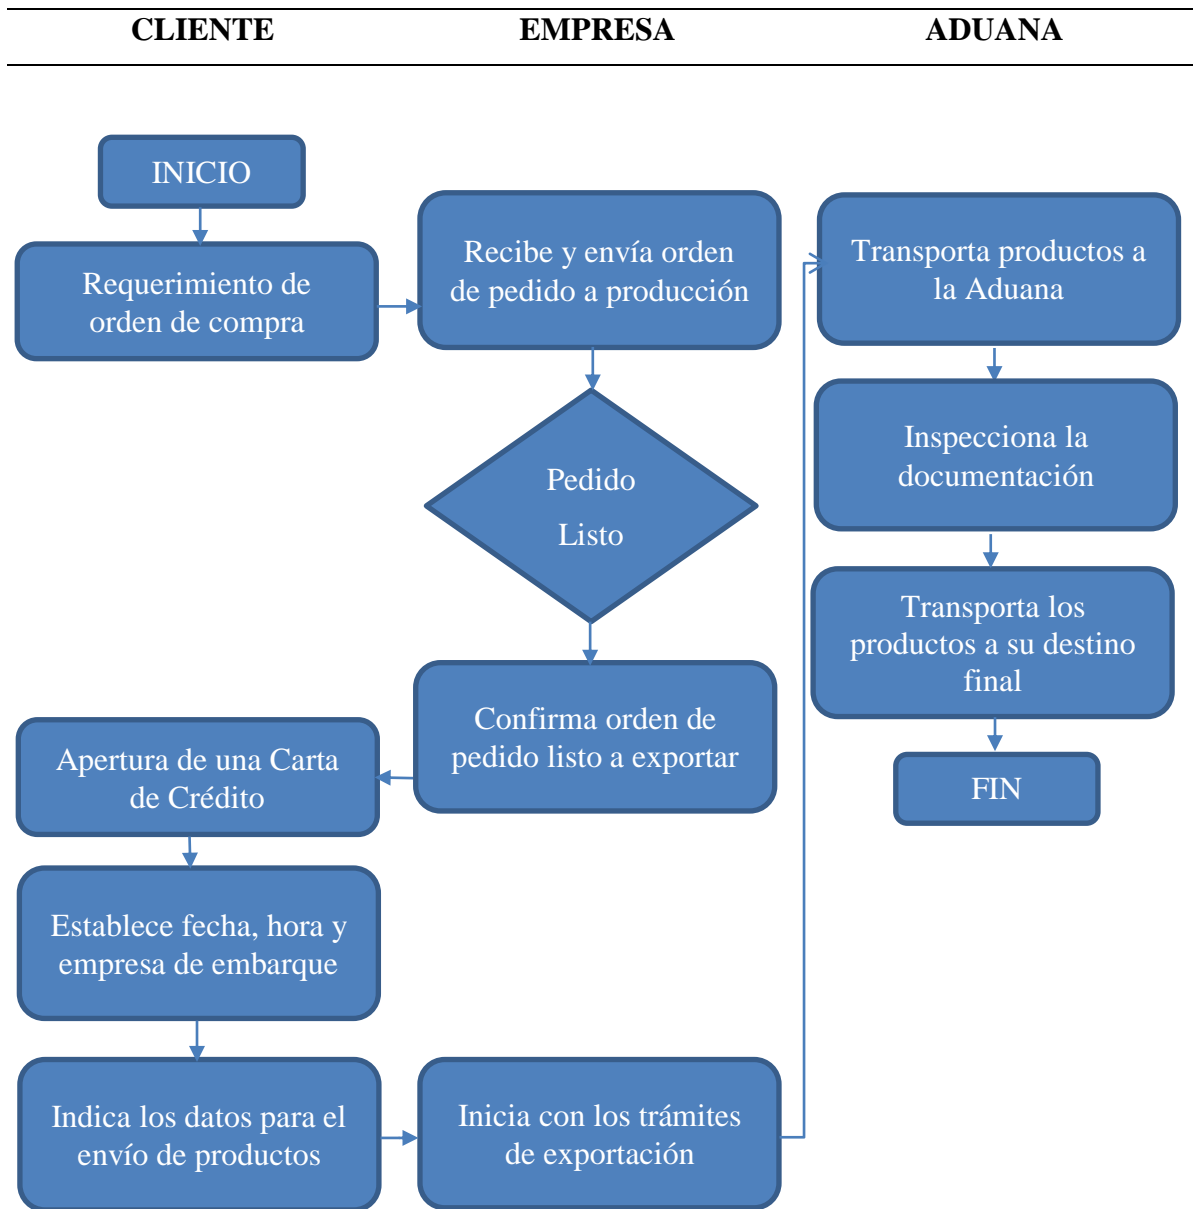 CLIENTE
EMPRESA
ADUANA
INICIO
Requerimiento de
orden de compra
Recibe y envía orden
de pedido a producción
Pedido
Listo
Confirma orden de
pedido listo a exportar
Apertura de una Carta
de Crédito
Establece fecha, hora y
empresa de embarque
Indica los datos para el
envío de productos
Inicia con los trámites
de exportación
Transporta productos a
la Aduana
Inspecciona la
documentación
Transporta los
productos a su destino
final
FIN